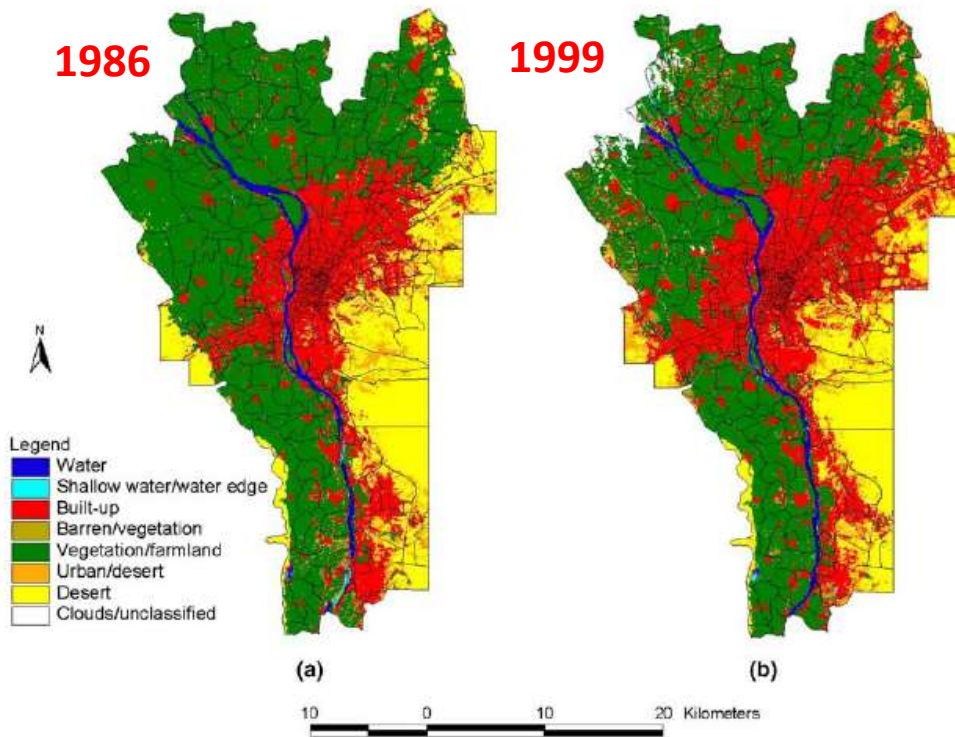 1986
1999
N
Legend
Water
Shallow water/water edge
Built-up
Barren/vegetation
Vegetation/farmland
Urban/desert
Desert
Clouds/unclassified
(a)
(b)
10 0 10 20 Kilometers